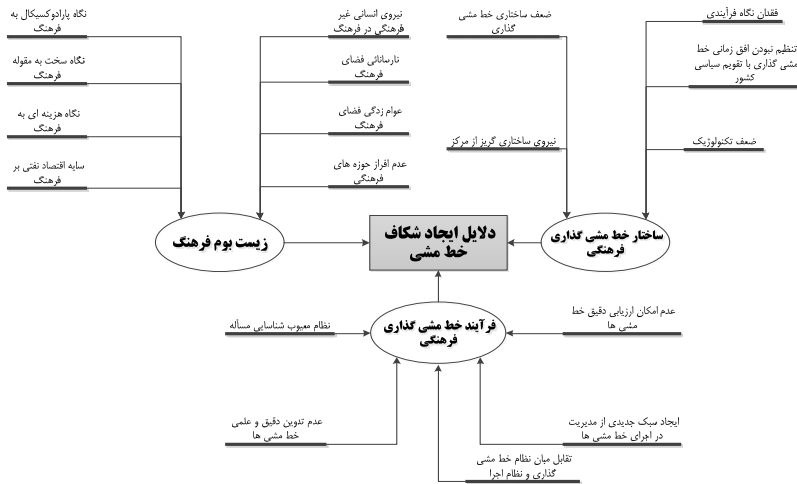 فقدان نگاه فرآیندی
تنظیم نبودن افق زمانی خط
مشی گذاری با تقویم سیاسی
کشور
ضعف تکنولوژیک
ضعف ساختاری خط مشی
گذاری
نیروی ساختاری گریز از مرکز
ساختار خط مشی گذاری
فرهنگی
نیروی انسانی غیر
فرهنگی در فرهنگ
نارسائائی فضای
فرهنگ
عوام زدگی فضای
فرهنگ
عدم افراز حوزه های
فرهنگی
نگاه پارادوکسیکال به
فرهنگ
نگاه سخت به مقوله
فرهنگ
نگاه هزینه ای به
فرهنگ
سایه اقتصاد نفتی بر
فرهنگ
زیست بوم فرهنگ
دلایل ایجاد شکاف
خط مشی
فرآیند خط مشی گذاری
فرهنگی
عدم امکان ارزیابی دقیق خط
مشی ها
ایجاد سبک جدیدی از مدیریت
در اجرای خط مشی ها
تقابل میان نظام خط مشی
گذاری و نظام اجرا
عدم تدوین دقیق و علمی
خط مشی ها
نظام معیوب شناسایی مسأله